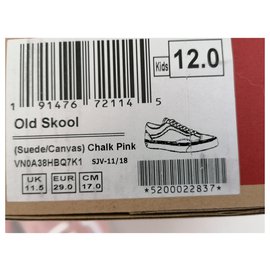 Kids 12.0
1 91476 72114 5
Old Skool
(Suede/Canvas) Chalk Pink
VN0A38HBQ7K1 SJV-11/18
UK EUR CM
11.5 29.0 17.0
*5200022837*